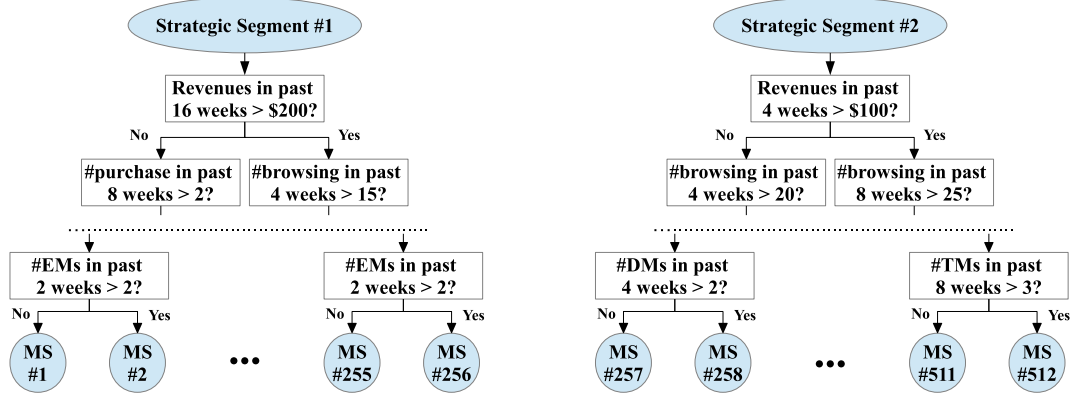 Strategic Segment #1
Revenues in past
16 weeks > $200?
No
Yes
#purchase in past
8 weeks > 2?
#browsing in past
4 weeks > 15?
#EMs in past
2 weeks > 2?
#EMs in past
2 weeks > 2?
No
Yes
No
Yes
MS
#1
MS
#2
MS
#255
MS
#256
Strategic Segment #2
Revenues in past
4 weeks > $100?
No
Yes
#browsing in past
4 weeks > 20?
#browsing in past
8 weeks > 25?
#DMs in past
4 weeks > 2?
#TMs in past
8 weeks > 3?
No
Yes
No
Yes
MS
#257
MS
#258
MS
#511
MS
#512